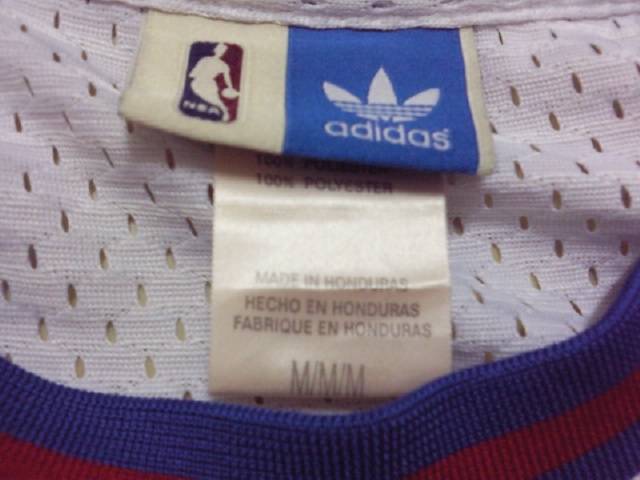 NBA
adidas
100% POLYESTER
100% POLYESTER
MADE IN HONDURAS
HECHO EN HONDURAS
FABRIQUE EN HONDURAS
M/M/M